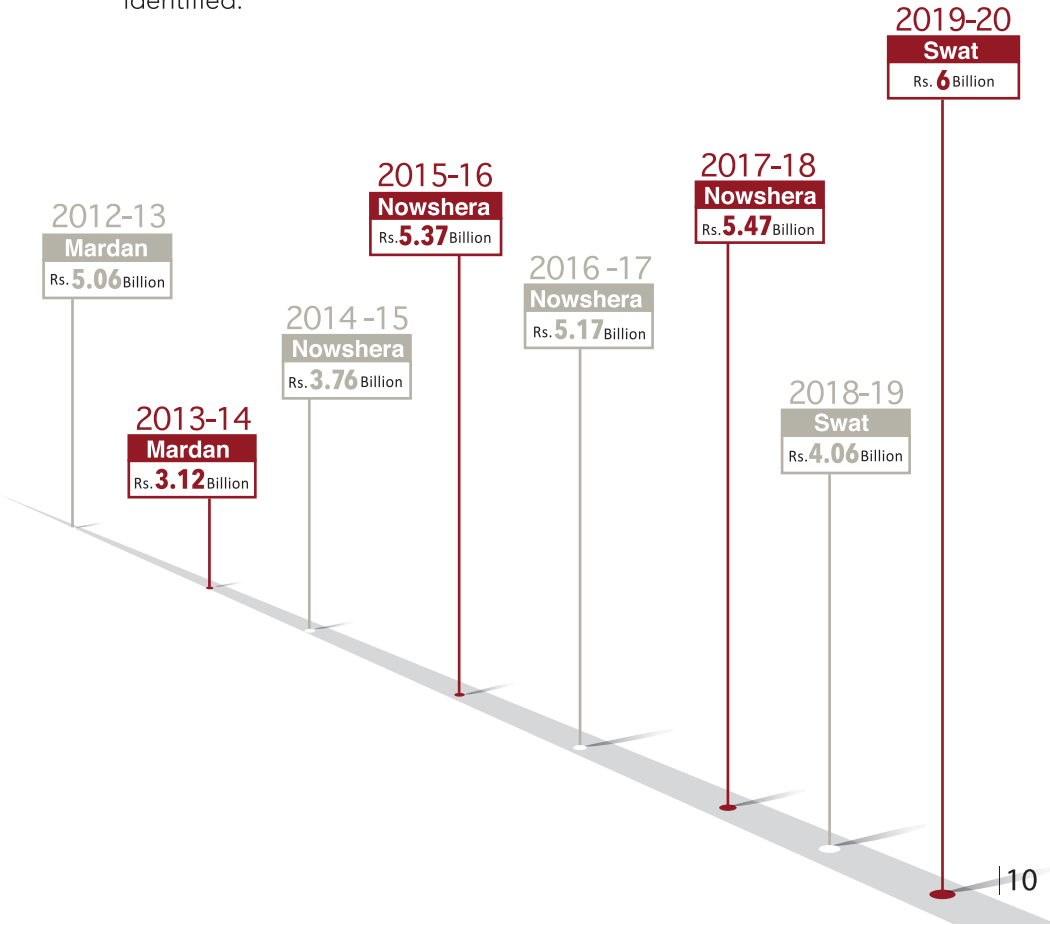 identified.
2012-13
Mardan
Rs. 5.06 Billion
2013-14
Mardan
Rs. 3.12 Billion
2014 -15
Nowshera
Rs. 3.76 Billion
2015-16
Nowshera
Rs. 5.37 Billion
2016 -17
Nowshera
Rs. 5.17 Billion
2017-18
Nowshera
Rs. 5.47 Billion
2018-19
Swat
Rs. 4.06 Billion
2019-20
Swat
Rs. 6 Billion
|10